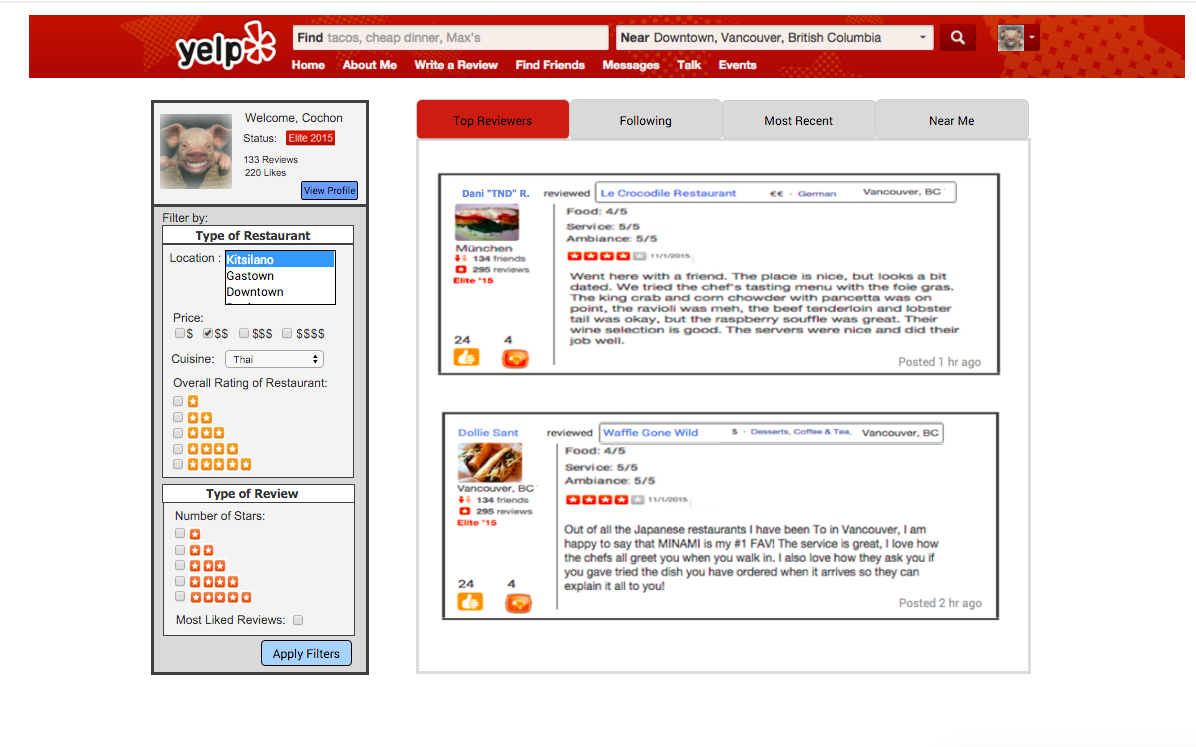 yelp
Find tacos, cheap dinner, Max's
Near Downtown, Vancouver, British Columbia
Home About Me Write a Review Find Friends Messages Talk Events
Welcome, Cochon
Status: Elite 2015
133 Reviews
220 Likes
View Profile
Filter by:
Type of Restaurant
Location :
Kitsilano
Gastown
Downtown
Price:
$ $$ $$$ $$$$
Cuisine: Thai
Overall Rating of Restaurant:
Type of Review
Number of Stars:
Most Liked Reviews:
Apply Filters
Top Reviewers Following Most Recent Near Me
Dani "TND" R. reviewed Le Crocodile Restaurant €€ - German Vancouver, BC
München
134 friends
295 reviews
Elite '15
Food: 4/5
Service: 5/5
Ambiance: 5/5
11/1/2015
Went here with a friend. The place is nice, but looks a bit
dated. We tried the chef's tasting menu with the foie gras.
The king crab and corn chowder with pancetta was on
point, the ravioli was meh, the beef tenderloin and lobster
tail was okay, but the raspberry souffle was great. Their
wine selection is good. The servers were nice and did their
job well.
24 4
Posted 1 hr ago
Dollie Sant reviewed Waffle Gone Wild $ - Desserts, Coffee & Tea, Vancouver, BC
Vancouver, BC
134 friends
295 reviews
Elite '15
Food: 4/5
Service: 5/5
Ambiance: 5/5
11/1/2015
Out of all the Japanese restaurants I have been To in Vancouver, I am
happy to say that MINAMI is my #1 FAV! The service is great, I love how
the chefs all greet you when you walk in. I also love how they ask you if
you gave tried the dish you have ordered when it arrives so they can
explain it all to you!
24 4
Posted 2 hr ago